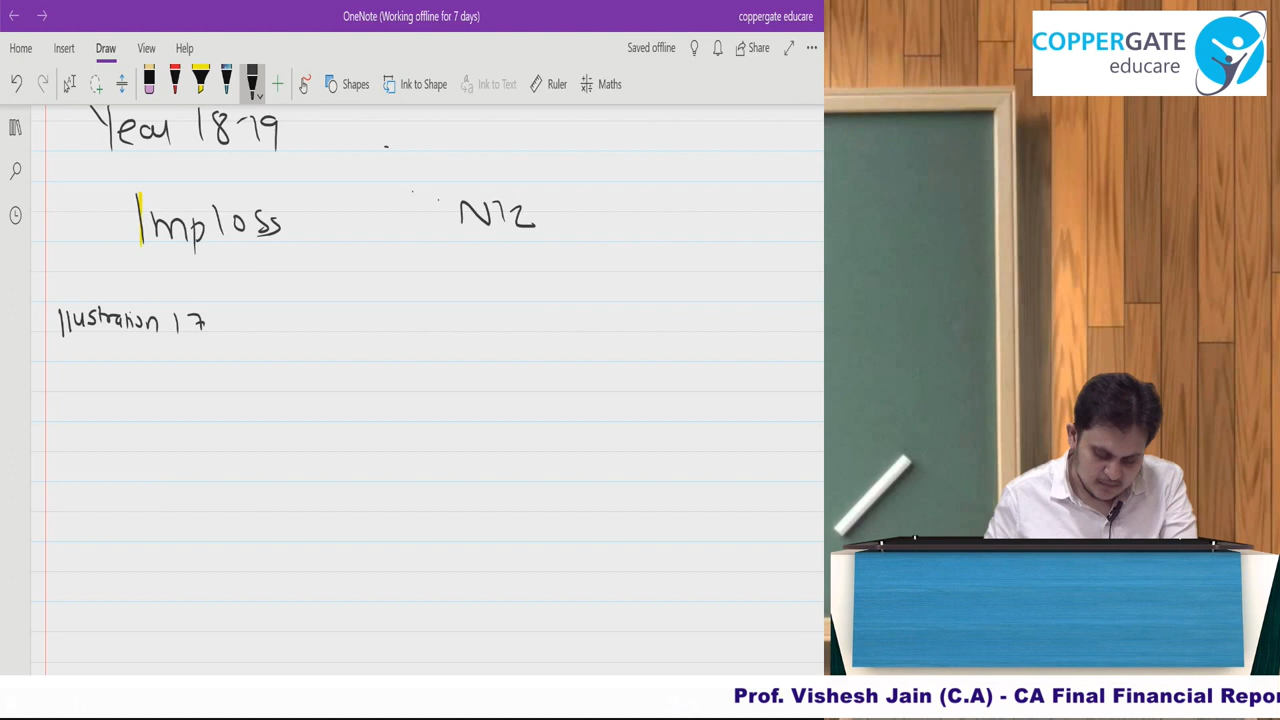 OneNote (Working offline for 7 days)
coppergate educare
Home Insert Draw View Help
Saved offline Share
Shapes Ink to Shape Ink to Text Ruler Maths
COPPERGATE
educare
Year 18-19
Imploss Nil
Illustration 17
Prof. Vishesh Jain (C.A) - CA Final Financial Repor